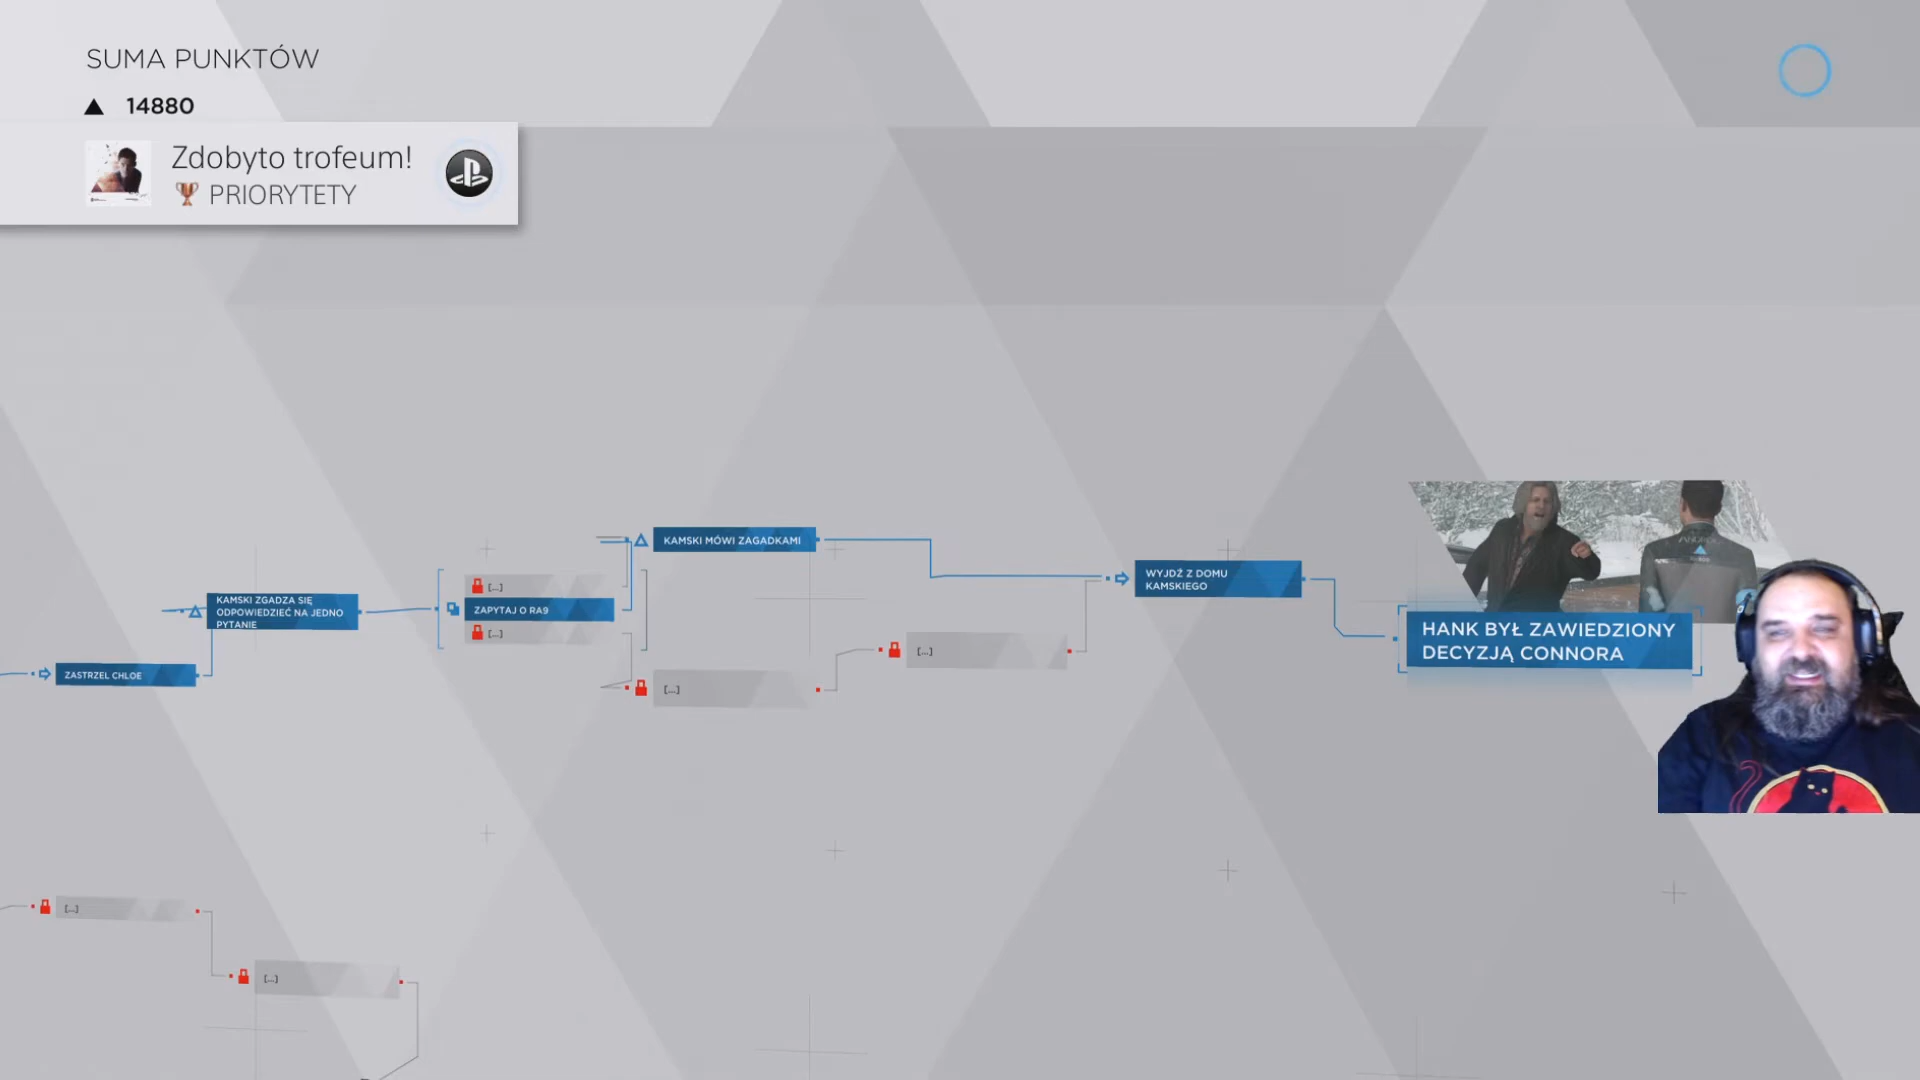 SUMA PUNKTÓW
14880
Zdobyto trofeum!
PRIORYTETY
KAMSKI MÓWI ZAGADKAMI
[...]
ZAPYTAJ O RA9
[...]
KAMSKI ZGADZA SIĘ
ODPOWIEDZIEĆ NA JEDNO
PYTANIE
WYJDŹ Z DOMU
KAMSKIEGO
HANK BYŁ ZAWIEDZIONY
DECYZJĄ CONNORA
[...]
ZASTRZEL CHLOE
[...]
[...]
[...]